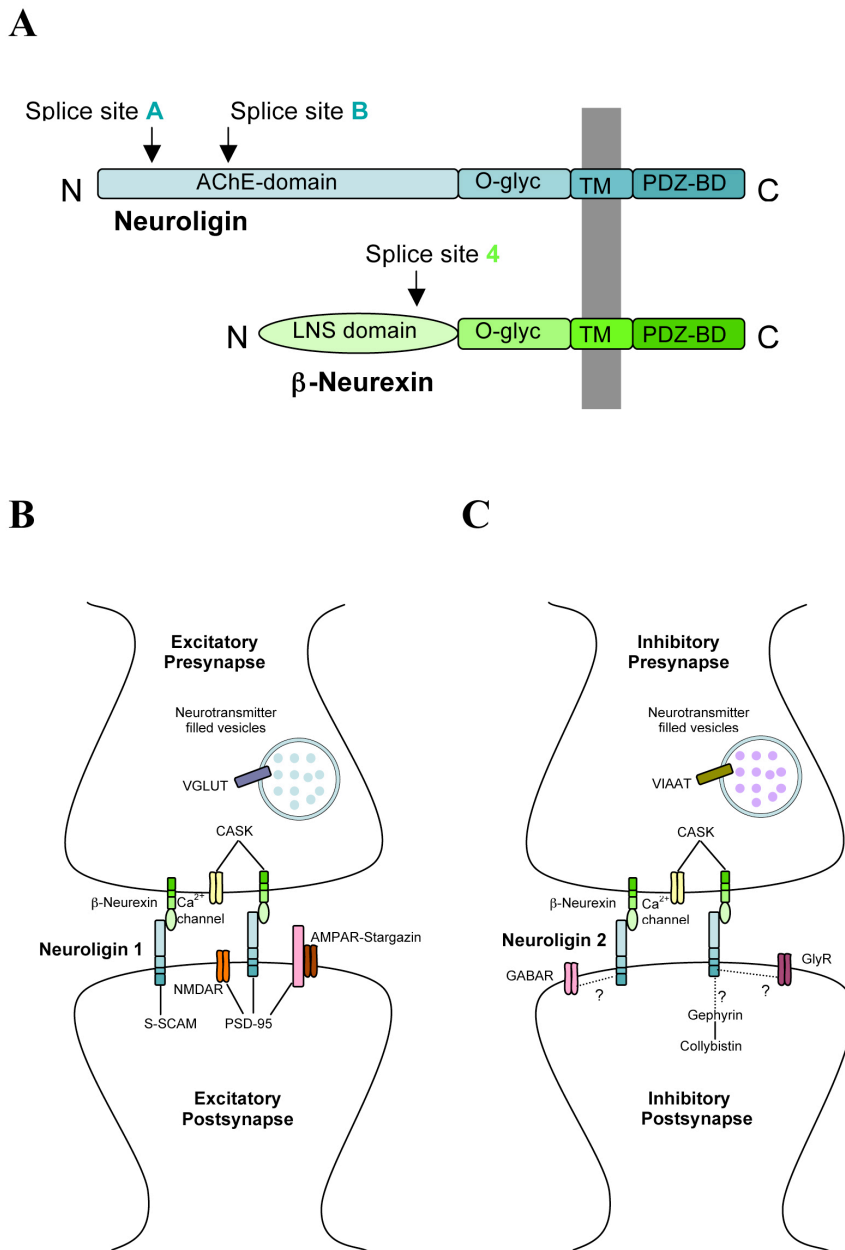 A
Splice site A
Splice site B
N
AChE-domain
O-glyc
TM
PDZ-BD
C
Neuroligin
Splice site 4
N
LNS domain
O-glyc
TM
PDZ-BD
C
β-Neurexin
B
Excitatory
Presynapse
Neurotransmitter
filled vesicles
VGLUT
CASK
β-Neurexin
Ca2+
channel
Neuroligin 1
AMPAR-Stargazin
NMDAR
S-SCAM
PSD-95
Excitatory
Postsynapse
C
Inhibitory
Presynapse
Neurotransmitter
filled vesicles
VIAAT
CASK
β-Neurexin
Ca2+
channel
Neuroligin 2
GlyR
GABAR
?
?
?
Gephyrin
Collybistin
Inhibitory
Postsynapse